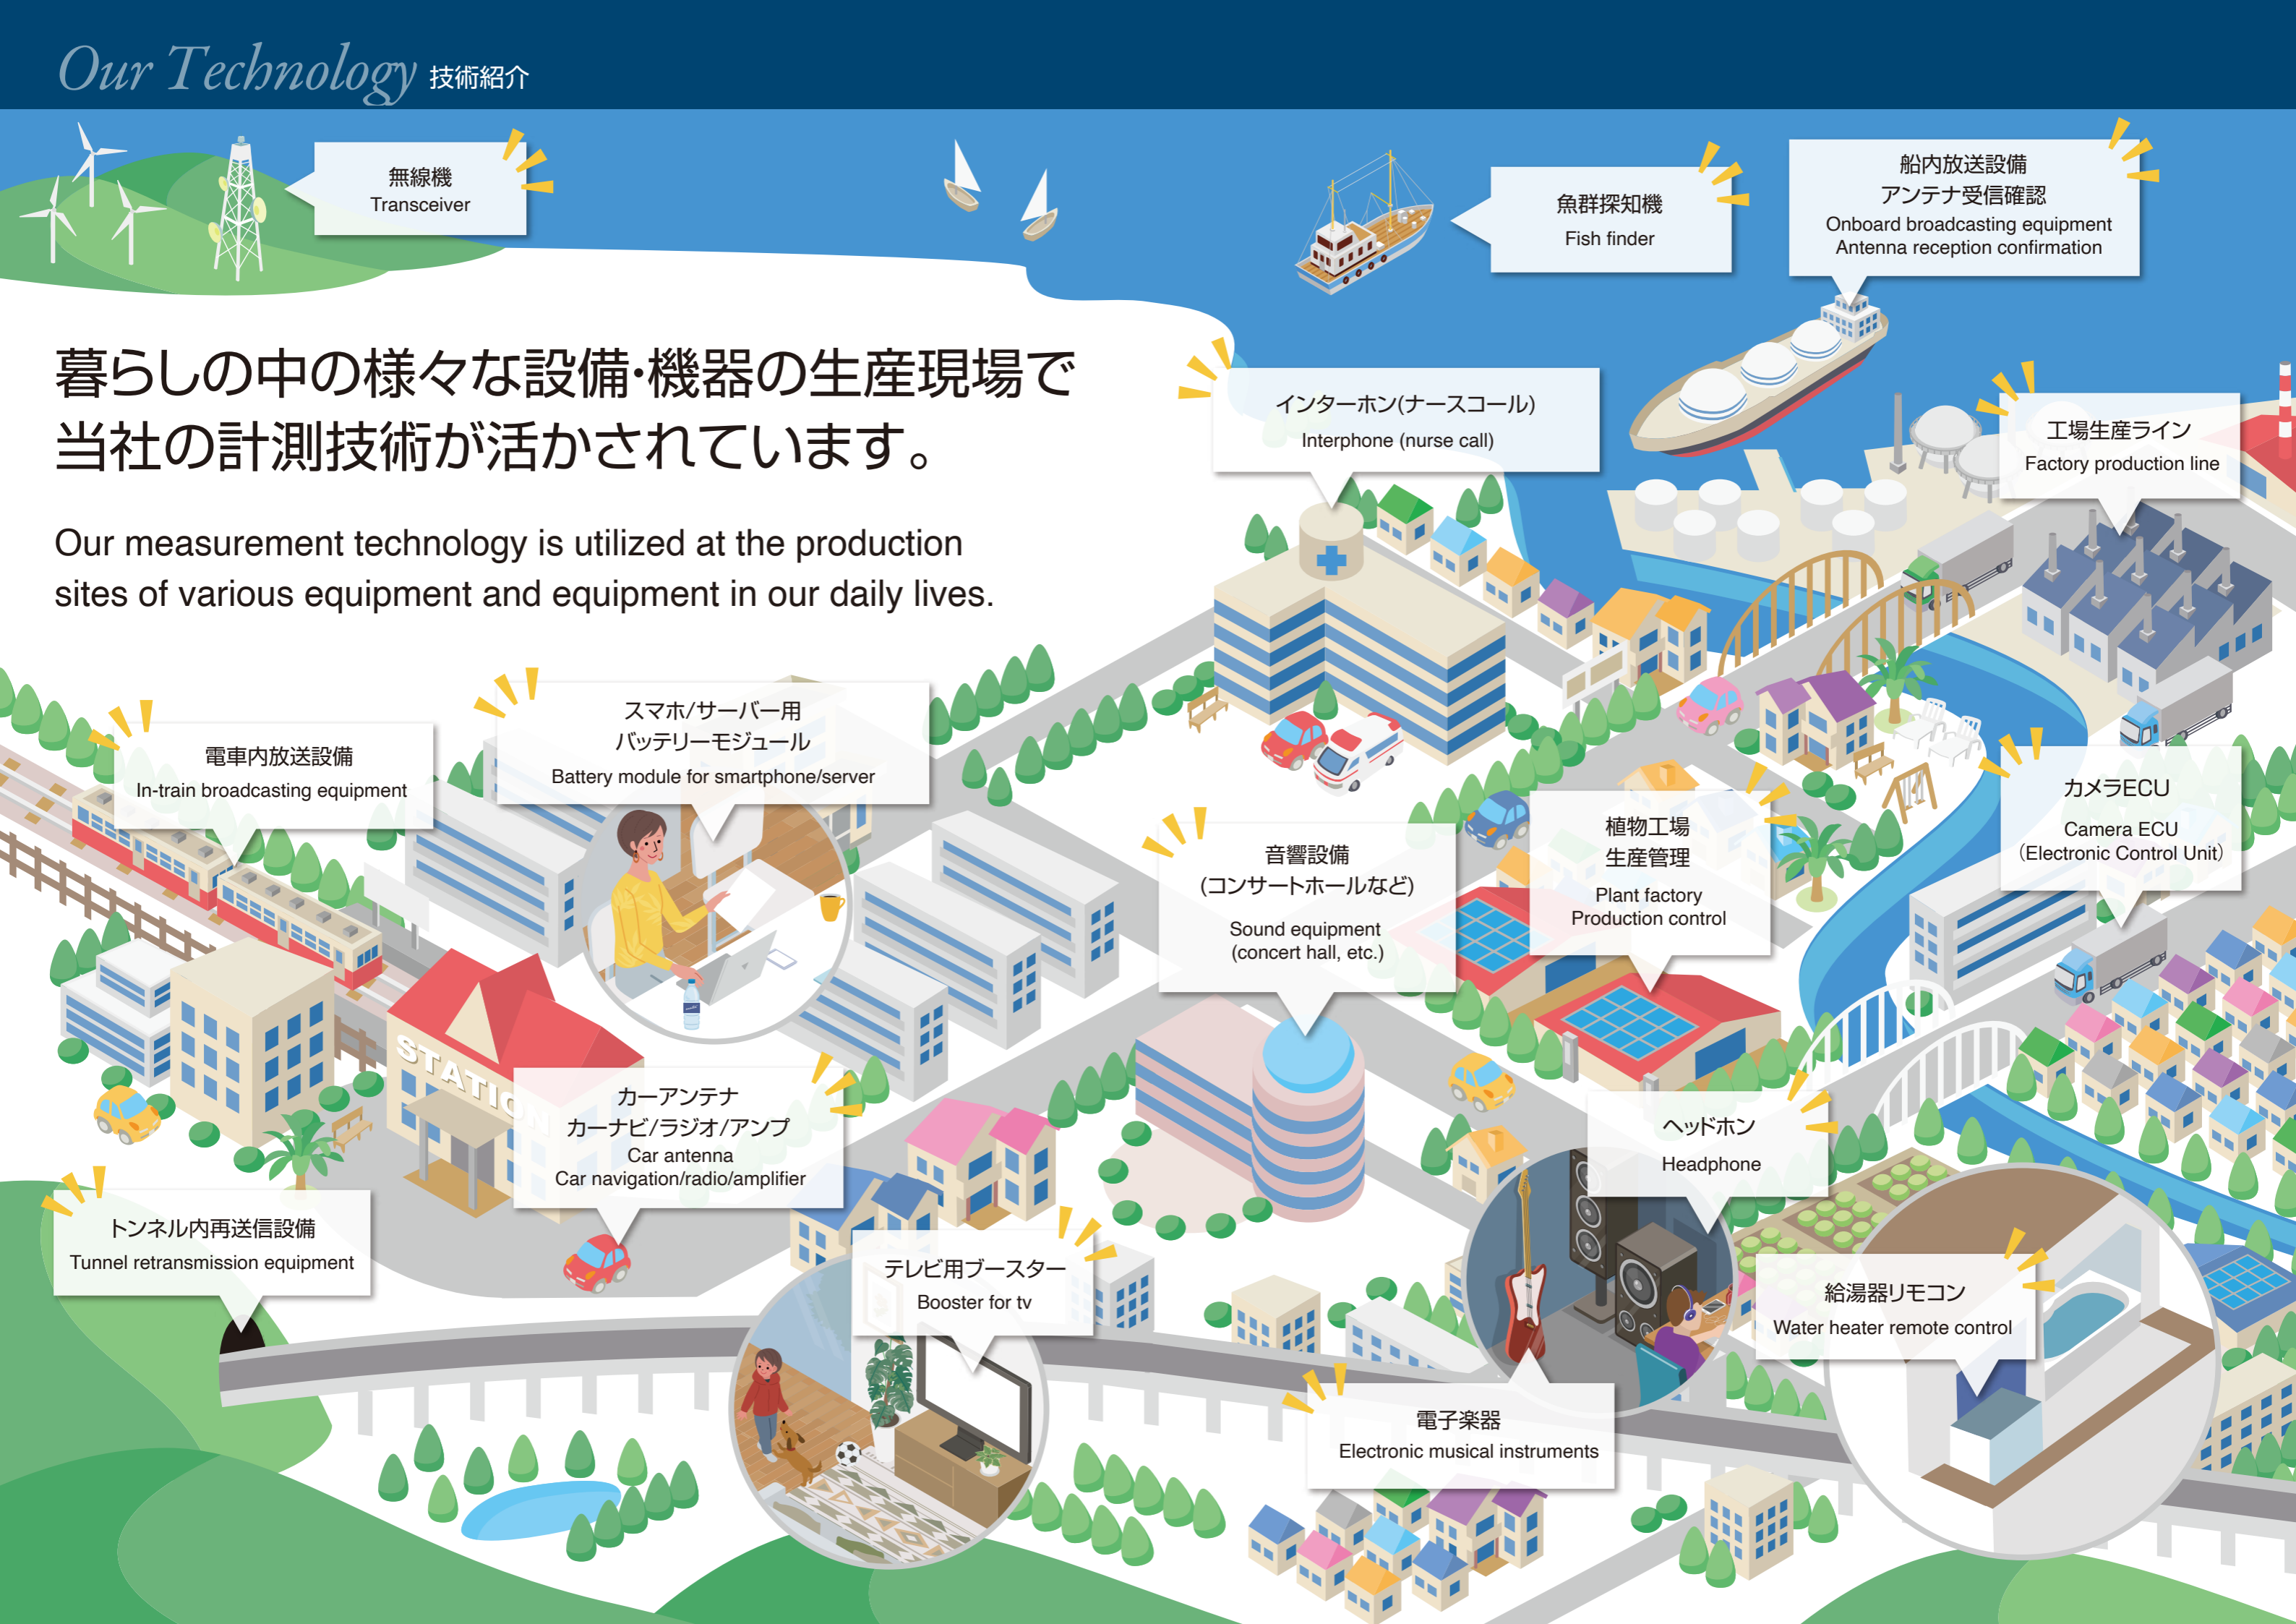 Our Technology 技術紹介
無線機
Transceiver
魚群探知機
Fish finder
船内放送設備
アンテナ受信確認
Onboard broadcasting equipment
Antenna reception confirmation
暮らしの中の様々な設備・機器の生産現場で
当社の計測技術が活かされています。
Our measurement technology is utilized at the production
sites of various equipment and equipment in our daily lives.
インターホン(ナースコール)
Interphone (nurse call)
工場生産ライン
Factory production line
電車内放送設備
In-train broadcasting equipment
スマホ/サーバー用
バッテリーモジュール
Battery module for smartphone/server
音響設備
(コンサートホールなど)
Sound equipment
(concert hall, etc.)
植物工場
生産管理
Plant factory
Production control
カメラECU
Camera ECU
（Electronic Control Unit）
STATION
カーアンテナ
カーナビ/ラジオ/アンプ
Car antenna
Car navigation/radio/amplifier
ヘッドホン
Headphone
トンネル内再送信設備
Tunnel retransmission equipment
テレビ用ブースター
Booster for tv
給湯器リモコン
Water heater remote control
電子楽器
Electronic musical instruments